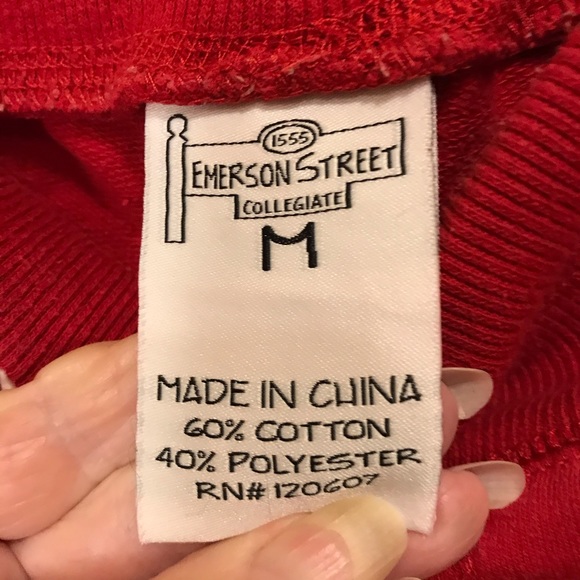 1555
EMERSON STREET
COLLEGIATE
M
MADE IN CHINA
60% COTTON
40% POLYESTER
RN# 120607